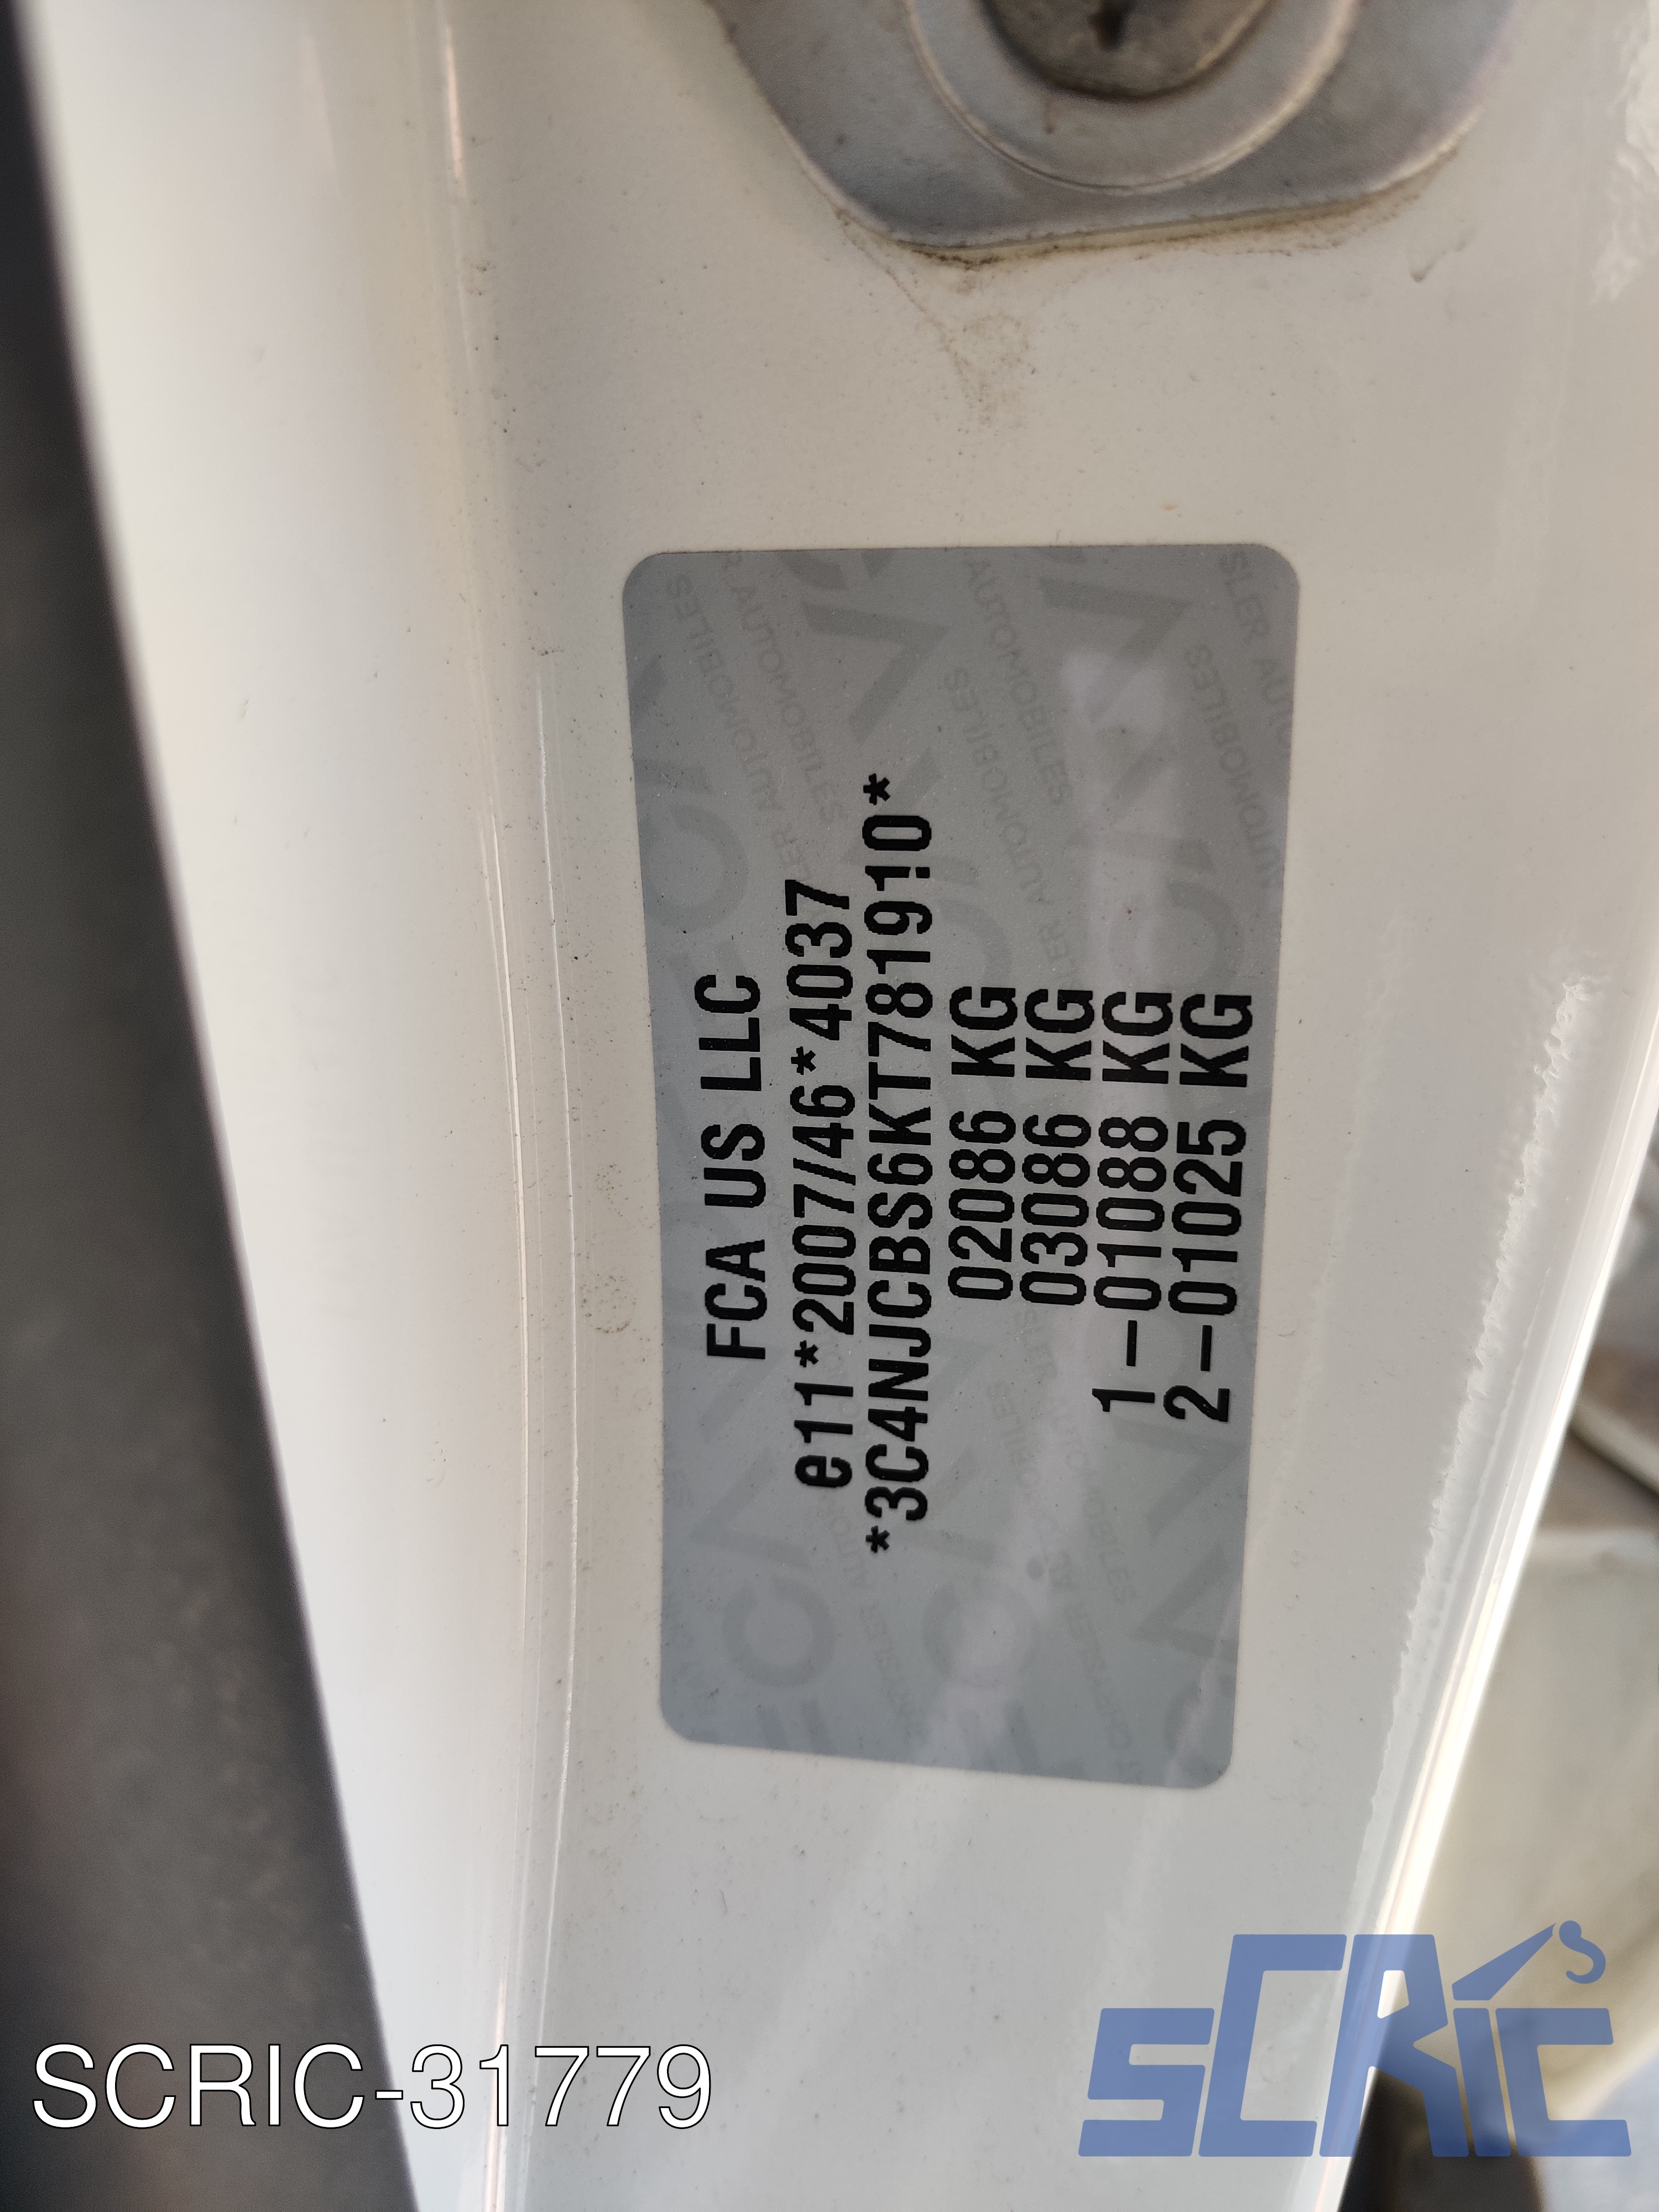 FCA US LLC
e11*2007/46*4037
*3C4NJCBS6KT781910*
02086 KG
03086 KG
1-01088 KG
2-01025 KG
SCRIC-31779
SCRIC'S